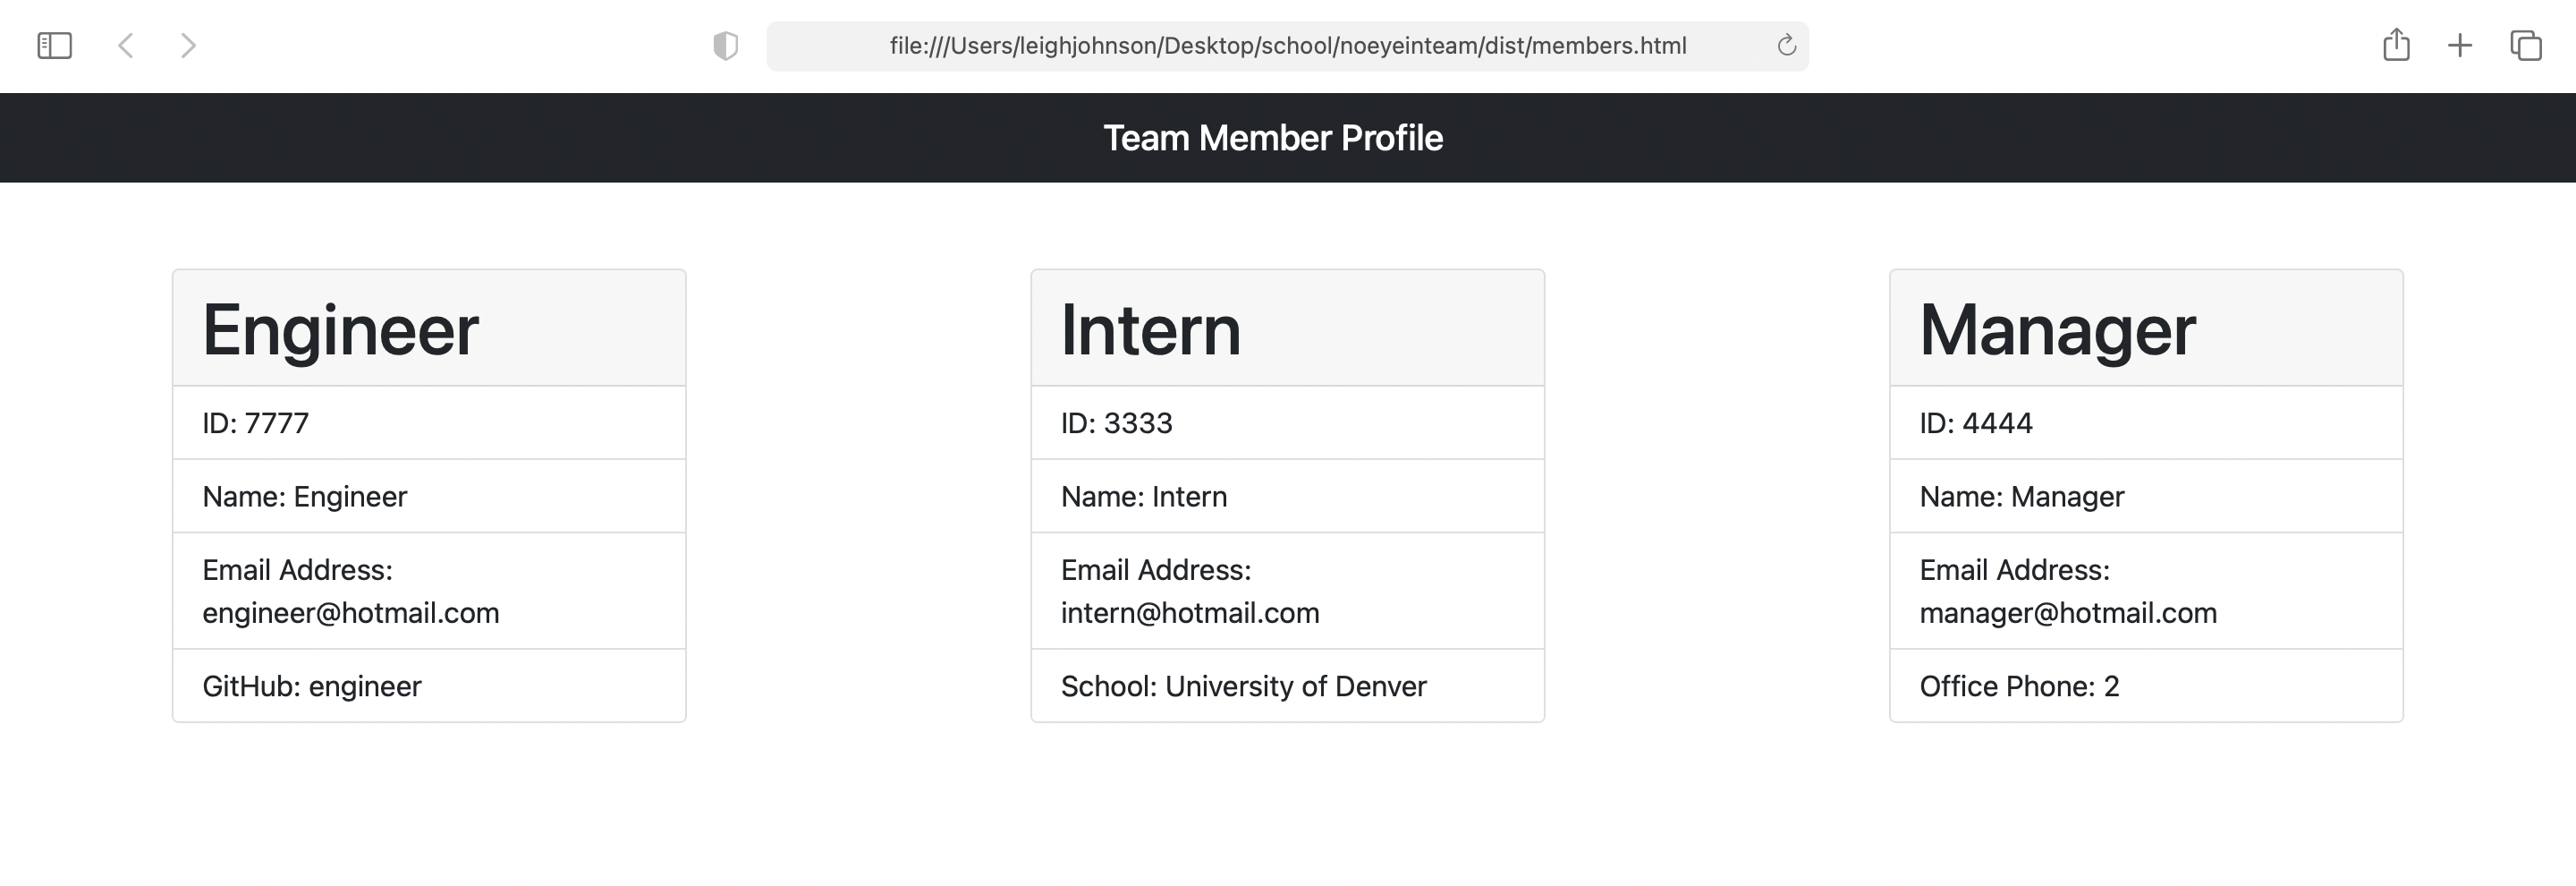 file:///Users/leighjohnson/Desktop/school/noeyeinteam/dist/members.html
Team Member Profile
Engineer
ID: 7777
Name: Engineer
Email Address:
engineer@hotmail.com
GitHub: engineer
Intern
ID: 3333
Name: Intern
Email Address:
intern@hotmail.com
School: University of Denver
Manager
ID: 4444
Name: Manager
Email Address:
manager@hotmail.com
Office Phone: 2